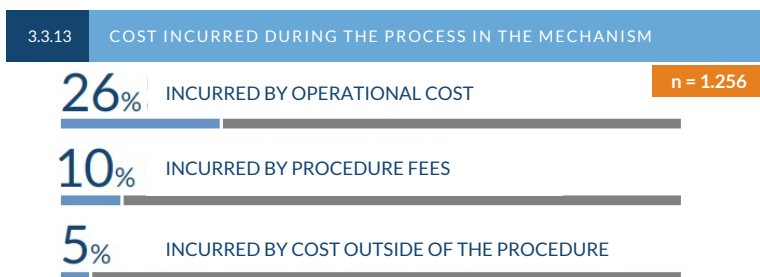 3.3.13 COST INCURRED DURING THE PROCESS IN THE MECHANISM
n = 1.256
26% INCURRED BY OPERATIONAL COST
10% INCURRED BY PROCEDURE FEES
5% INCURRED BY COST OUTSIDE OF THE PROCEDURE